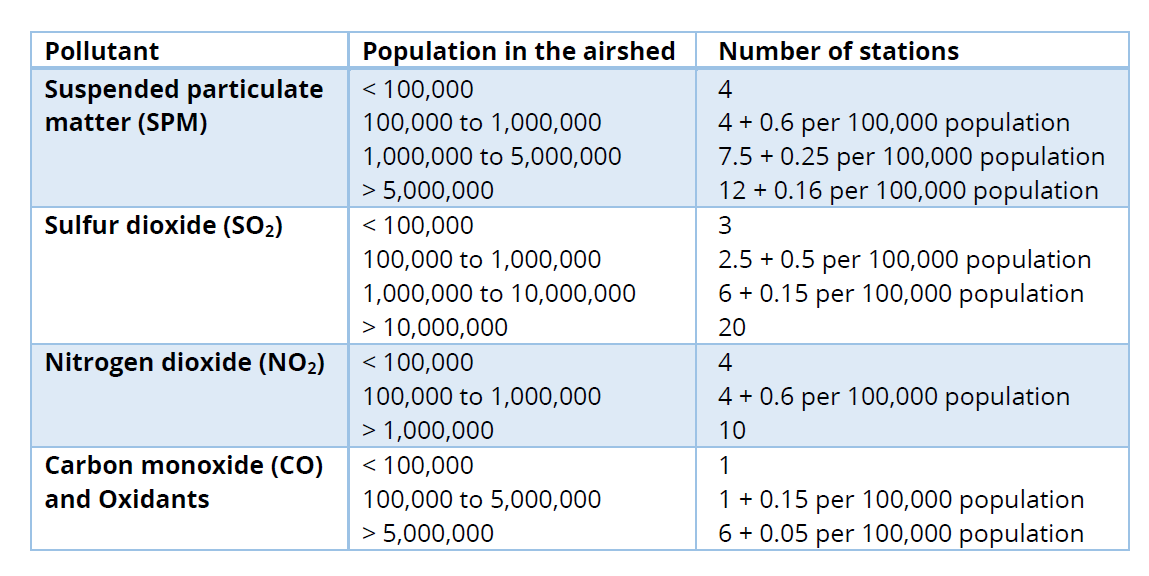 Pollutant Population in the airshed Number of stations
Suspended particulate < 100,000 4
matter (SPM) 100,000 to 1,000,000 4 + 0.6 per 100,000 population
1,000,000 to 5,000,000 7.5 + 0.25 per 100,000 population
> 5,000,000 12 + 0.16 per 100,000 population
Sulfur dioxide (SO₂) < 100,000 3
100,000 to 1,000,000 2.5 + 0.5 per 100,000 population
1,000,000 to 10,000,000 6 + 0.15 per 100,000 population
> 10,000,000 20
Nitrogen dioxide (NO₂) < 100,000 4
100,000 to 1,000,000 4 + 0.6 per 100,000 population
> 1,000,000 10
Carbon monoxide (CO) < 100,000 1
and Oxidants 100,000 to 5,000,000 1 + 0.15 per 100,000 population
> 5,000,000 6 + 0.05 per 100,000 population